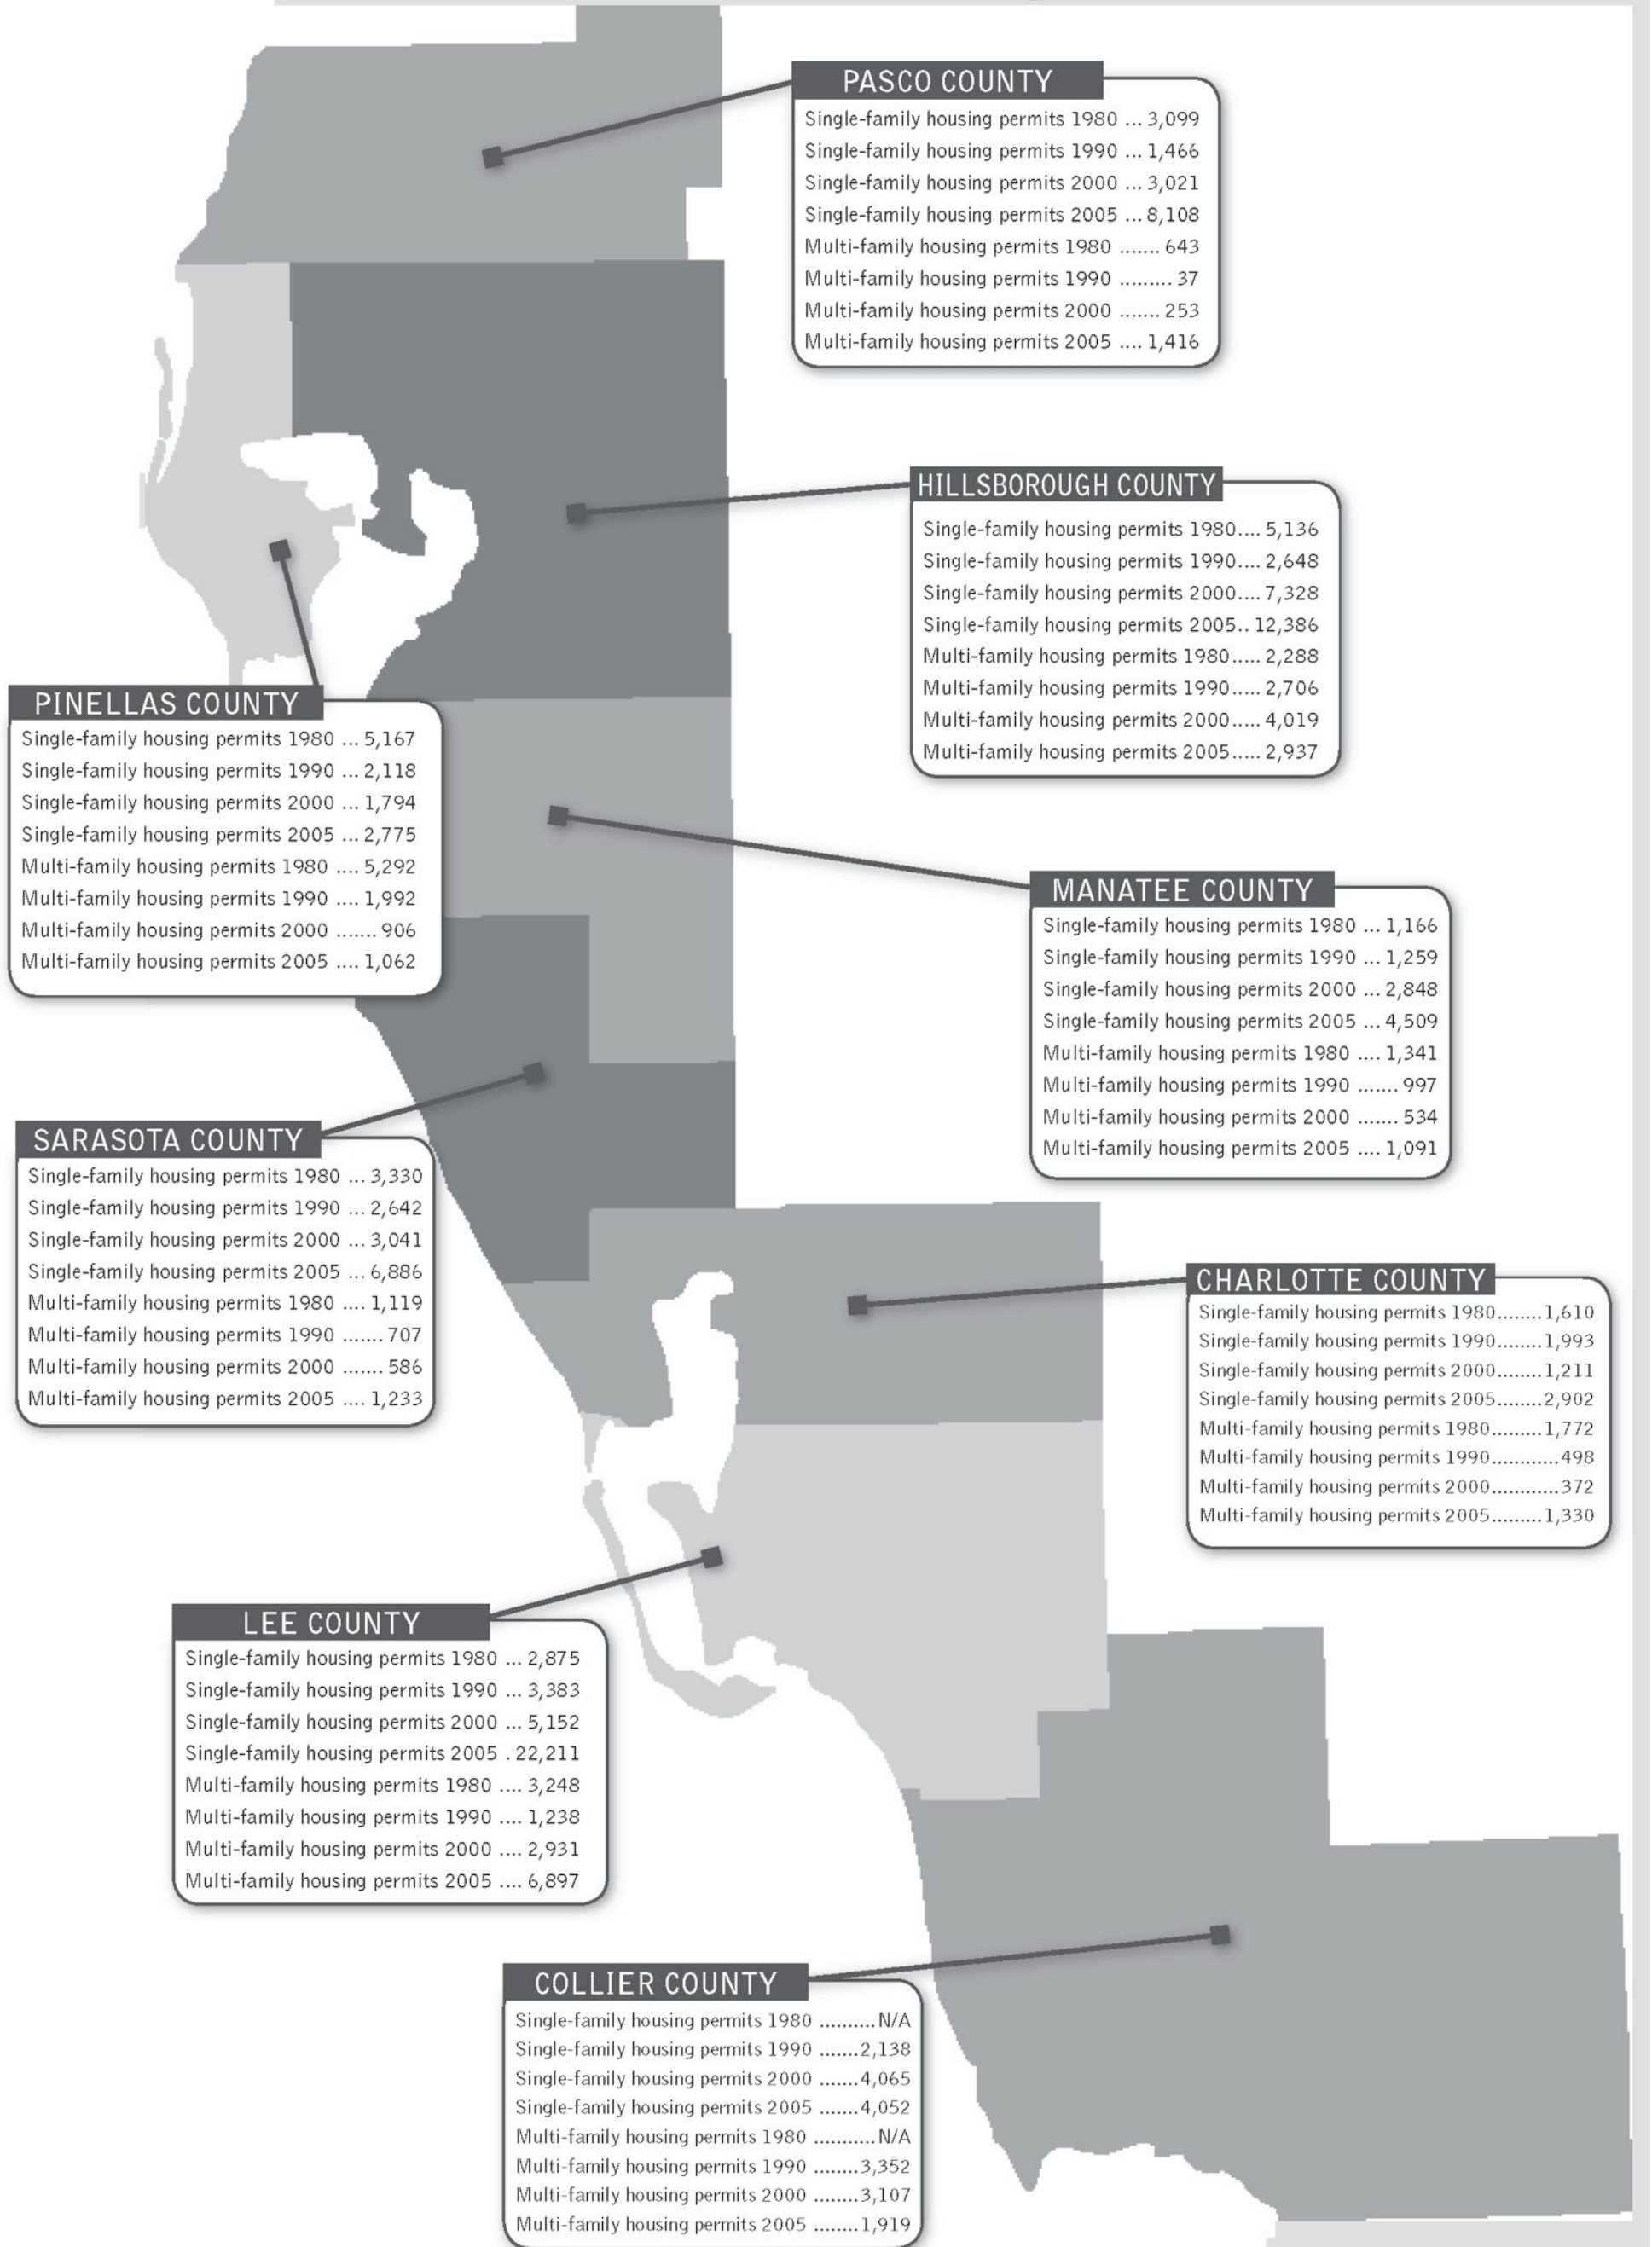 PASCO COUNTY
Single-family housing permits 1980 ... 3,099
Single-family housing permits 1990 ... 1,466
Single-family housing permits 2000 ... 3,021
Single-family housing permits 2005 ... 8,108
Multi-family housing permits 1980 ....... 643
Multi-family housing permits 1990 ......... 37
Multi-family housing permits 2000 ....... 253
Multi-family housing permits 2005 .... 1,416
HILLSBOROUGH COUNTY
Single-family housing permits 1980.... 5,136
Single-family housing permits 1990.... 2,648
Single-family housing permits 2000.... 7,328
Single-family housing permits 2005.. 12,386
Multi-family housing permits 1980..... 2,288
Multi-family housing permits 1990..... 2,706
Multi-family housing permits 2000..... 4,019
Multi-family housing permits 2005..... 2,937
PINELLAS COUNTY
Single-family housing permits 1980 ... 5,167
Single-family housing permits 1990 ... 2,118
Single-family housing permits 2000 ... 1,794
Single-family housing permits 2005 ... 2,775
Multi-family housing permits 1980 .... 5,292
Multi-family housing permits 1990 .... 1,992
Multi-family housing permits 2000 ....... 906
Multi-family housing permits 2005 .... 1,062
MANATEE COUNTY
Single-family housing permits 1980 ... 1,166
Single-family housing permits 1990 ... 1,259
Single-family housing permits 2000 ... 2,848
Single-family housing permits 2005 ... 4,509
Multi-family housing permits 1980 .... 1,341
Multi-family housing permits 1990 ....... 997
Multi-family housing permits 2000 ....... 534
Multi-family housing permits 2005 .... 1,091
SARASOTA COUNTY
Single-family housing permits 1980 ... 3,330
Single-family housing permits 1990 ... 2,642
Single-family housing permits 2000 ... 3,041
Single-family housing permits 2005 ... 6,886
Multi-family housing permits 1980 .... 1,119
Multi-family housing permits 1990 ....... 707
Multi-family housing permits 2000 ....... 586
Multi-family housing permits 2005 .... 1,233
CHARLOTTE COUNTY
Single-family housing permits 1980........1,610
Single-family housing permits 1990........1,993
Single-family housing permits 2000........1,211
Single-family housing permits 2005........2,902
Multi-family housing permits 1980.........1,772
Multi-family housing permits 1990............498
Multi-family housing permits 2000............372
Multi-family housing permits 2005.........1,330
LEE COUNTY
Single-family housing permits 1980 ... 2,875
Single-family housing permits 1990 ... 3,383
Single-family housing permits 2000 ... 5,152
Single-family housing permits 2005 . 22,211
Multi-family housing permits 1980 .... 3,248
Multi-family housing permits 1990 .... 1,238
Multi-family housing permits 2000 .... 2,931
Multi-family housing permits 2005 .... 6,897
COLLIER COUNTY
Single-family housing permits 1980 ..........N/A
Single-family housing permits 1990 .......2,138
Single-family housing permits 2000 .......4,065
Single-family housing permits 2005 .......4,052
Multi-family housing permits 1980 ...........N/A
Multi-family housing permits 1990 ........3,352
Multi-family housing permits 2000 ........3,107
Multi-family housing permits 2005 ........1,919